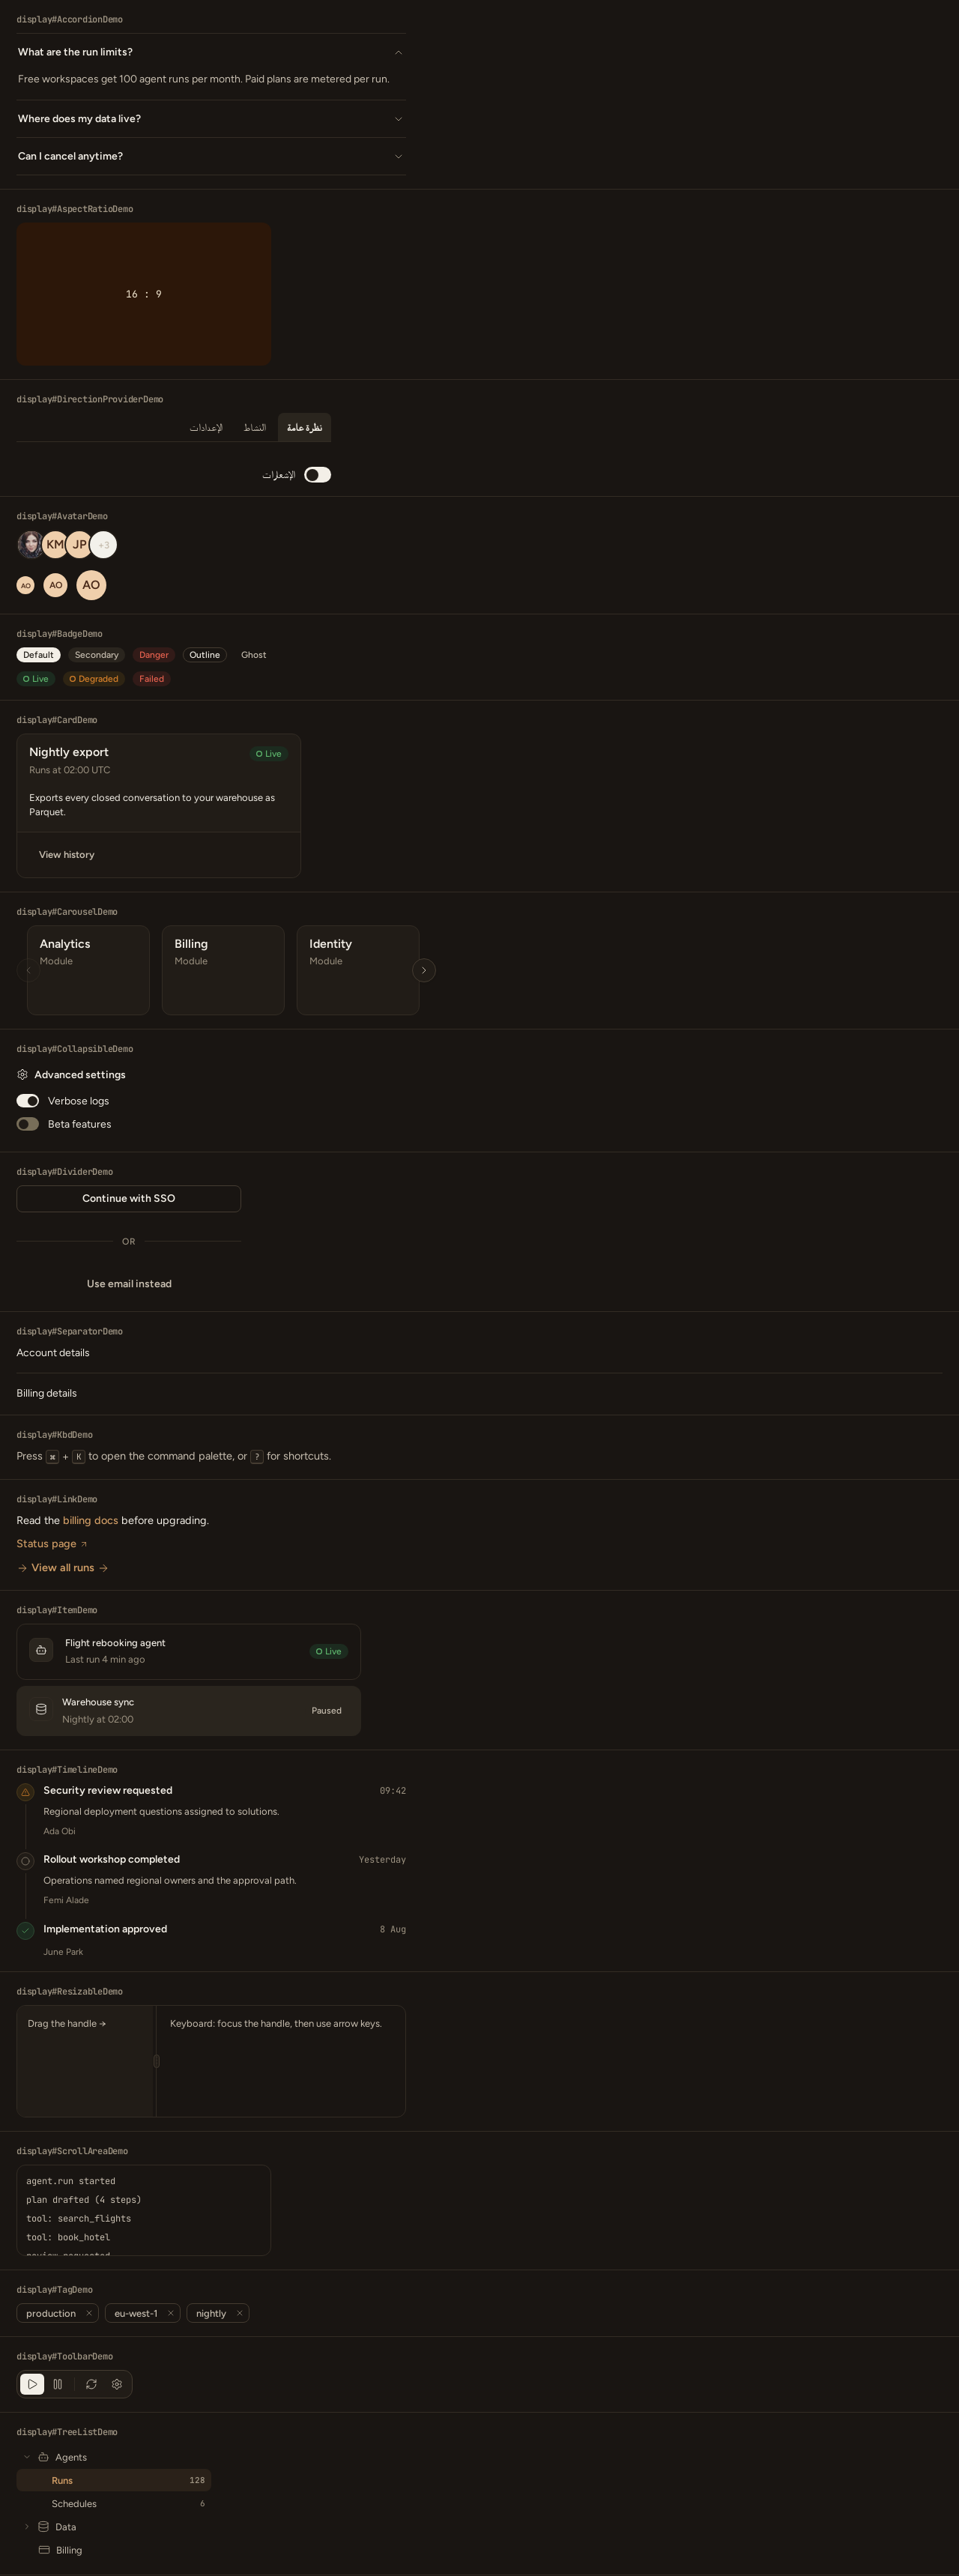 display#AccordionDemo
What are the run limits?
Free workspaces get 100 agent runs per month. Paid plans are metered per run.
Where does my data live?
Can I cancel anytime?
display#AspectRatioDemo
16 : 9
display#DirectionProviderDemo
نظرة عامة النشاط الإعدادات
الإشعارات
display#AvatarDemo
KM JP +3
AO AO AO
display#BadgeDemo
Default Secondary Danger Outline Ghost
Live Degraded Failed
display#CardDemo
Nightly export Live
Runs at 02:00 UTC
Exports every closed conversation to your warehouse as
Parquet.
View history
display#CarouselDemo
Analytics Billing Identity
Module Module Module
display#CollapsibleDemo
Advanced settings
Verbose logs
Beta features
display#DividerDemo
Continue with SSO
OR
Use email instead
display#SeparatorDemo
Account details
Billing details
display#KbdDemo
Press ⌘ + K to open the command palette, or ? for shortcuts.
display#LinkDemo
Read the billing docs before upgrading.
Status page ↗
→ View all runs →
display#ItemDemo
Flight rebooking agent Live
Last run 4 min ago
Warehouse sync Paused
Nightly at 02:00
display#TimelineDemo
Security review requested 09:42
Regional deployment questions assigned to solutions.
Ada Obi
Rollout workshop completed Yesterday
Operations named regional owners and the approval path.
Femi Alade
Implementation approved 8 Aug
June Park
display#ResizableDemo
Drag the handle → Keyboard: focus the handle, then use arrow keys.
display#ScrollAreaDemo
agent.run started
plan drafted (4 steps)
tool: search_flights
tool: book_hotel
display#TagDemo
production eu-west-1 nightly
display#ToolbarDemo
display#TreeListDemo
Agents
Runs 128
Schedules 6
Data
Billing